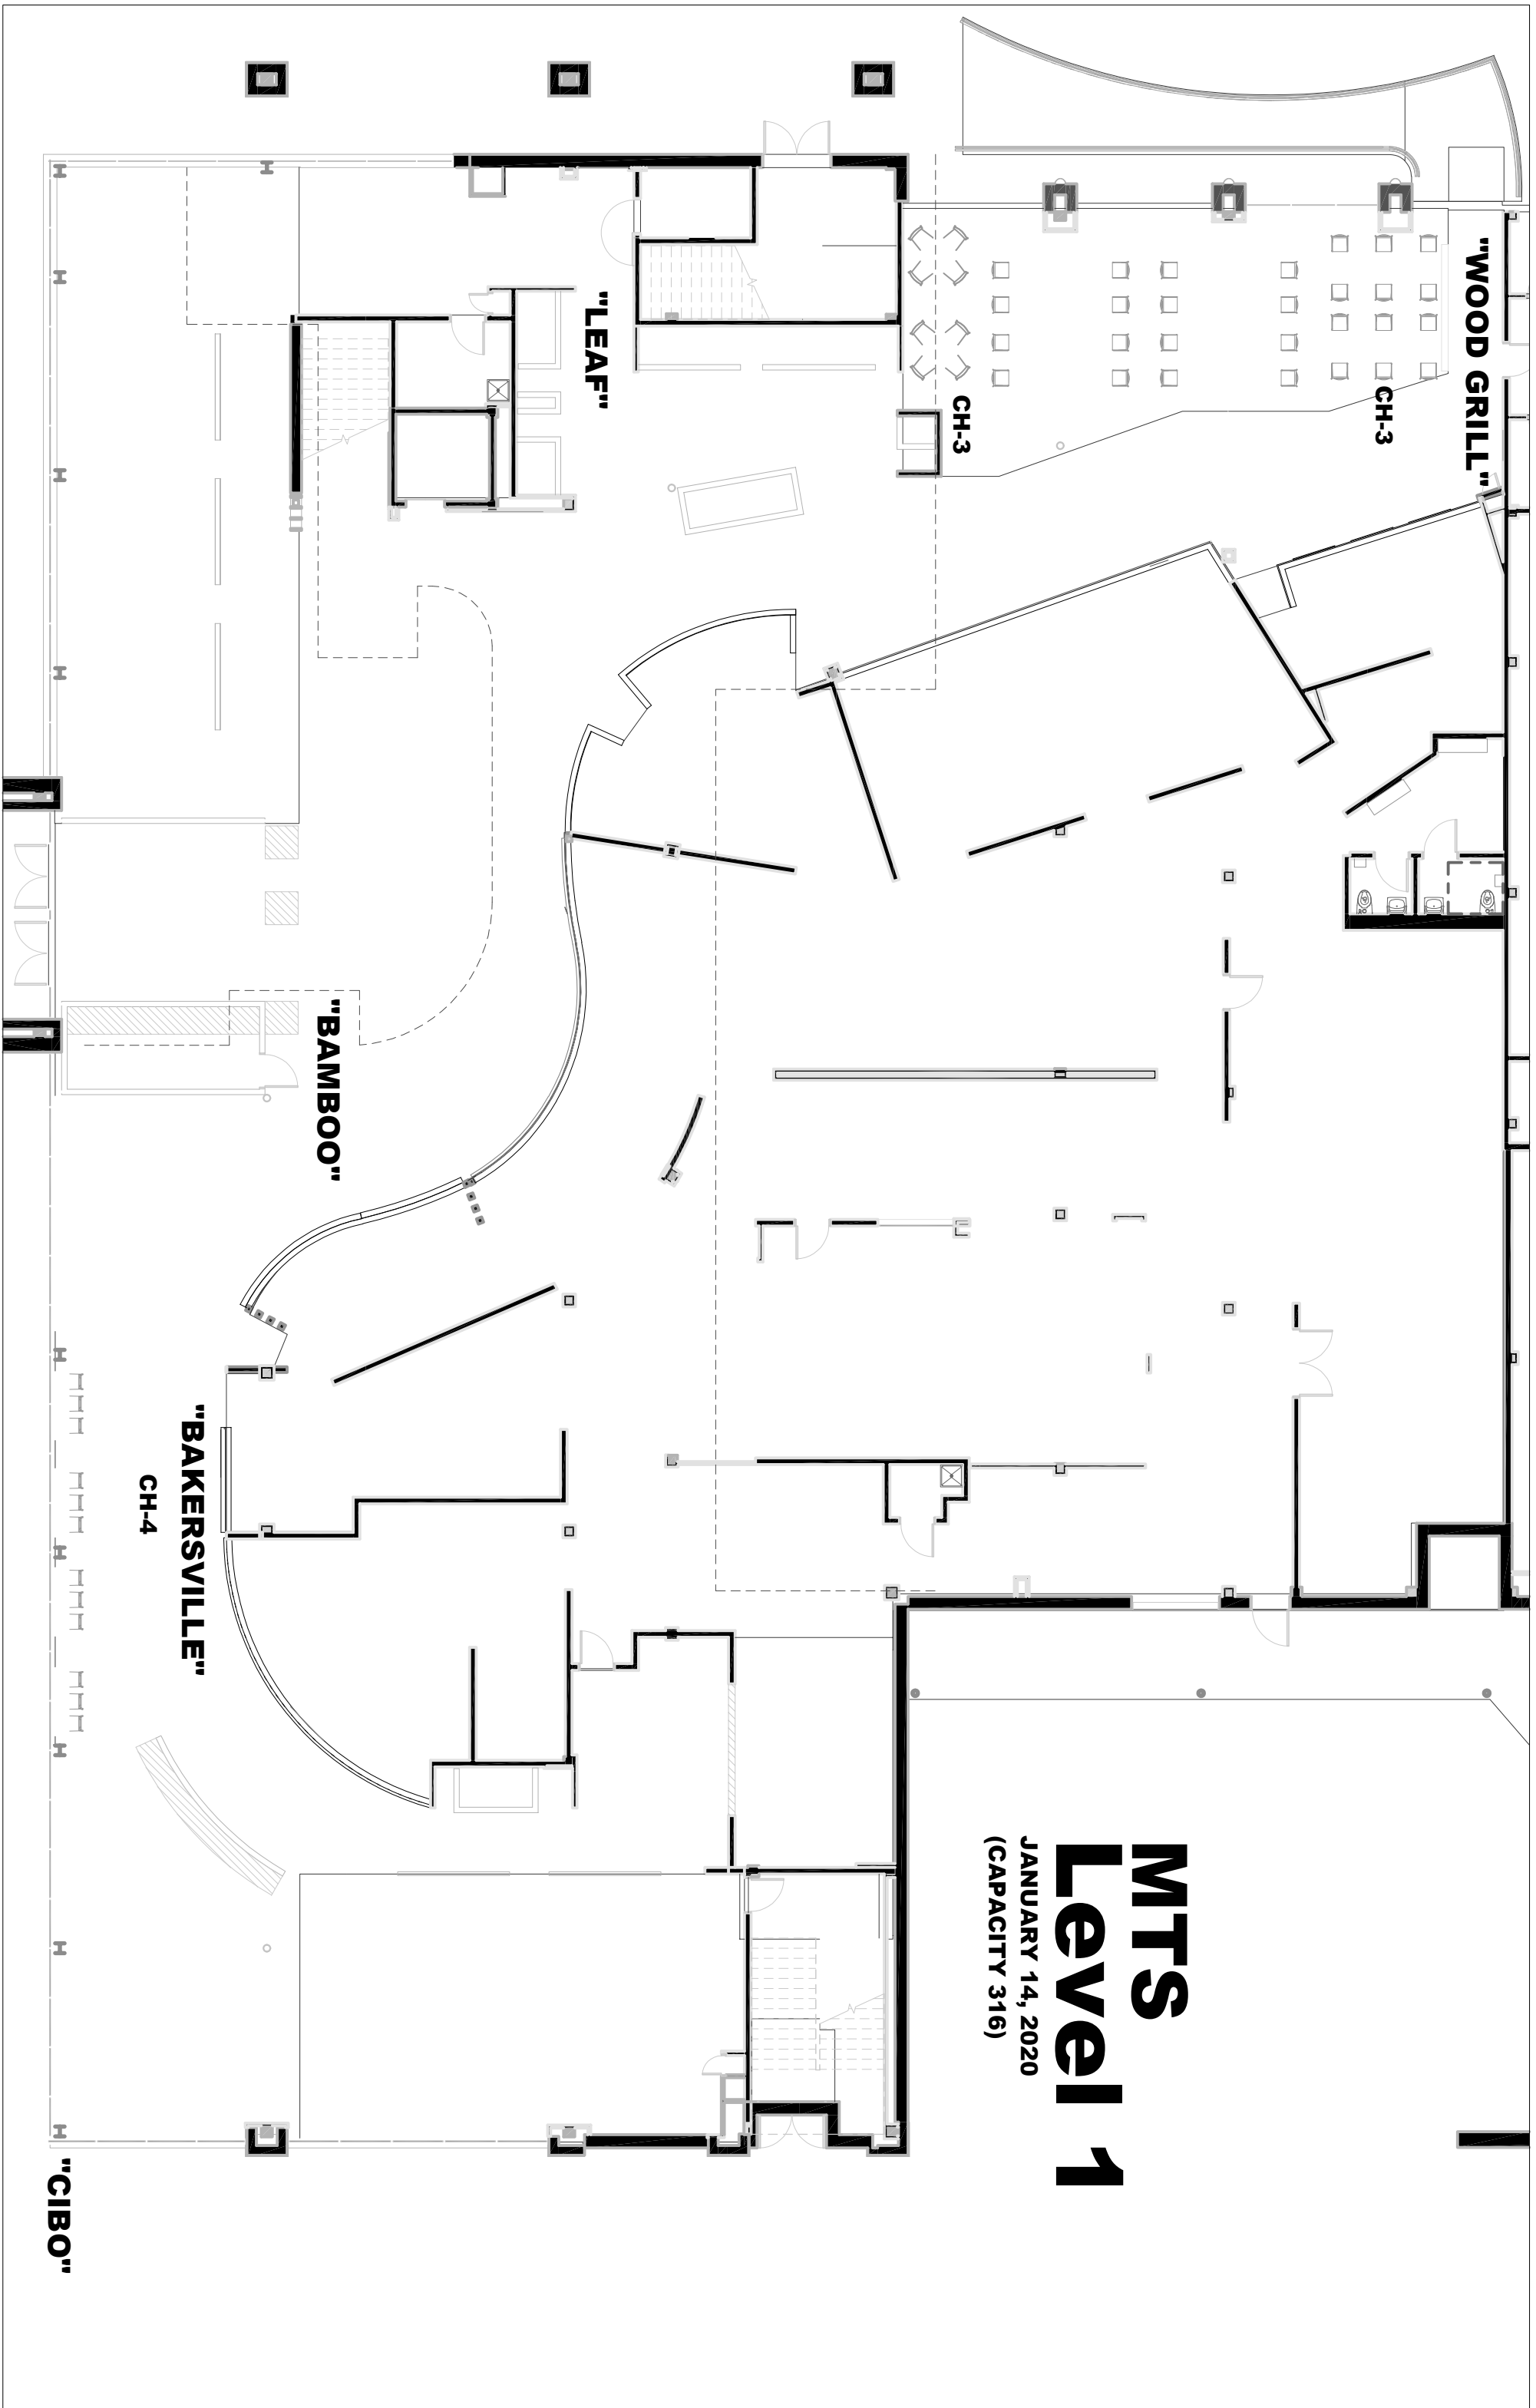 "WOOD GRILL"
CH-3
CH-3
"LEAF"
"BAMBOO"
"BAKERSVILLE"
CH-4
MTS
Level 1
JANUARY 14, 2020
(CAPACITY 316)
"CIBO"